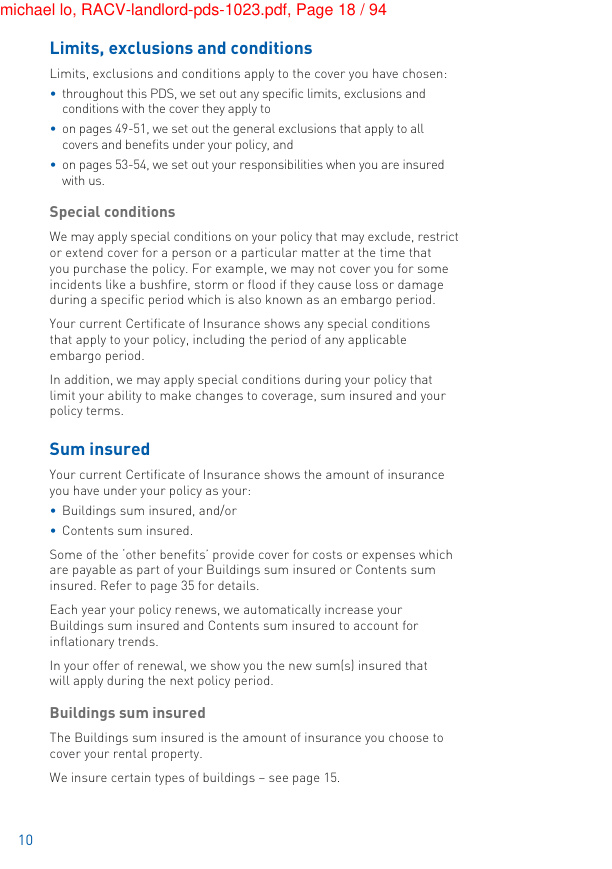 michael lo, RACV-landlord-pds-1023.pdf, Page 18 / 94
Limits, exclusions and conditions
Limits, exclusions and conditions apply to the cover you have chosen:
• throughout this PDS, we set out any specific limits, exclusions and
conditions with the cover they apply to
• on pages 49-51, we set out the general exclusions that apply to all
covers and benefits under your policy, and
• on pages 53-54, we set out your responsibilities when you are insured
with us.
Special conditions
We may apply special conditions on your policy that may exclude, restrict
or extend cover for a person or a particular matter at the time that
you purchase the policy. For example, we may not cover you for some
incidents like a bushfire, storm or flood if they cause loss or damage
during a specific period which is also known as an embargo period.
Your current Certificate of Insurance shows any special conditions
that apply to your policy, including the period of any applicable
embargo period.
In addition, we may apply special conditions during your policy that
limit your ability to make changes to coverage, sum insured and your
policy terms.
Sum insured
Your current Certificate of Insurance shows the amount of insurance
you have under your policy as your:
• Buildings sum insured, and/or
• Contents sum insured.
Some of the ‘other benefits’ provide cover for costs or expenses which
are payable as part of your Buildings sum insured or Contents sum
insured. Refer to page 35 for details.
Each year your policy renews, we automatically increase your
Buildings sum insured and Contents sum insured to account for
inflationary trends.
In your offer of renewal, we show you the new sum(s) insured that
will apply during the next policy period.
Buildings sum insured
The Buildings sum insured is the amount of insurance you choose to
cover your rental property.
We insure certain types of buildings – see page 15.
10